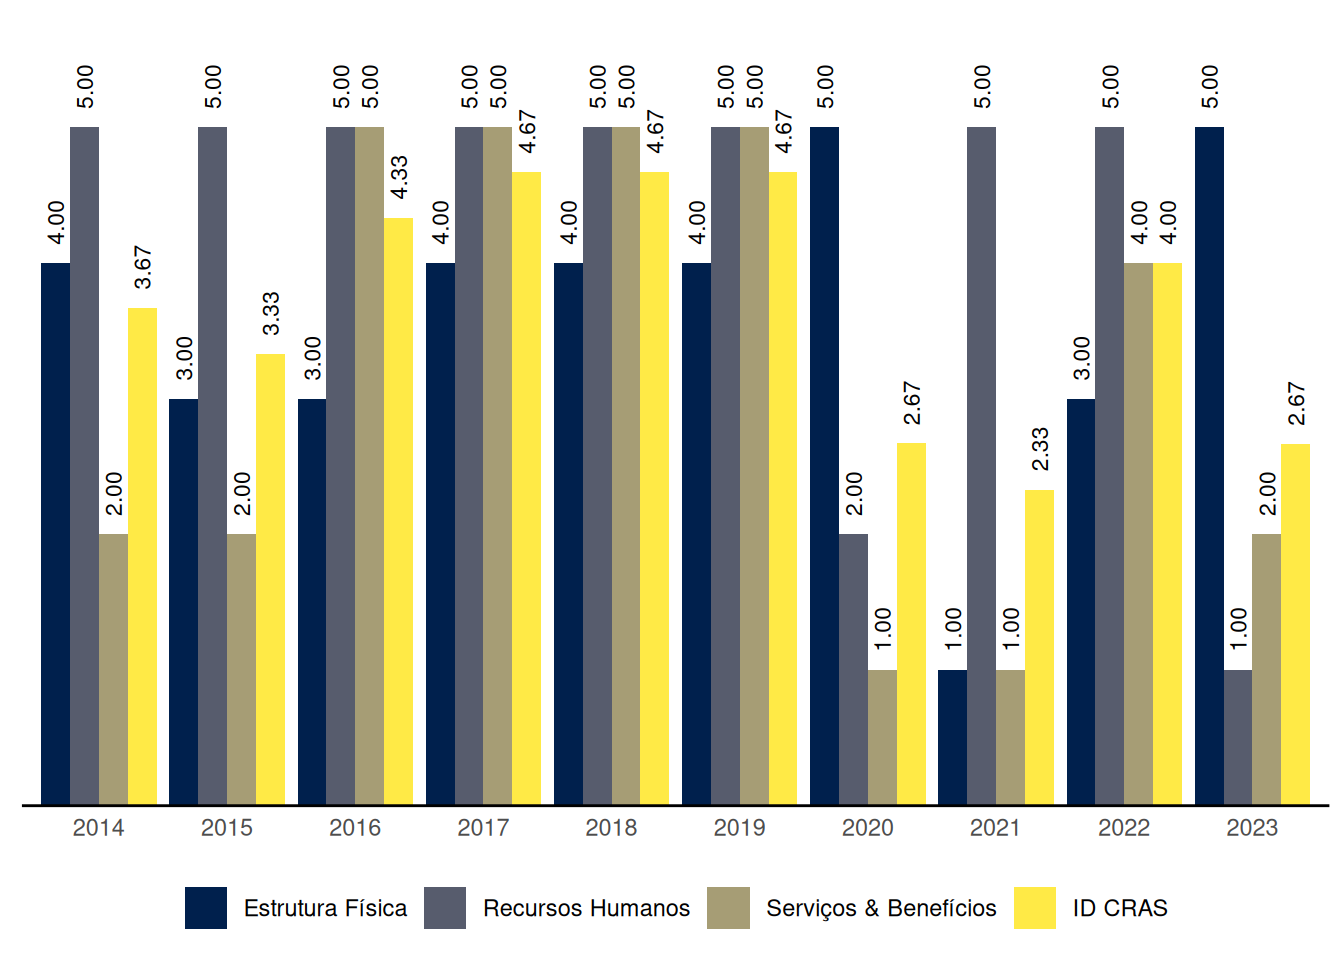 4.00 5.00 2.00 3.67
3.00 5.00 2.00 3.33
3.00 5.00 5.00 4.33
4.00 5.00 5.00 4.67
4.00 5.00 5.00 4.67
4.00 5.00 5.00 4.67
5.00 2.00 1.00 2.67
1.00 5.00 1.00 2.33
3.00 5.00 4.00 4.00
5.00 1.00 2.00 2.67
2014 2015 2016 2017 2018 2019 2020 2021 2022 2023
Estrutura Física Recursos Humanos Serviços & Benefícios ID CRAS